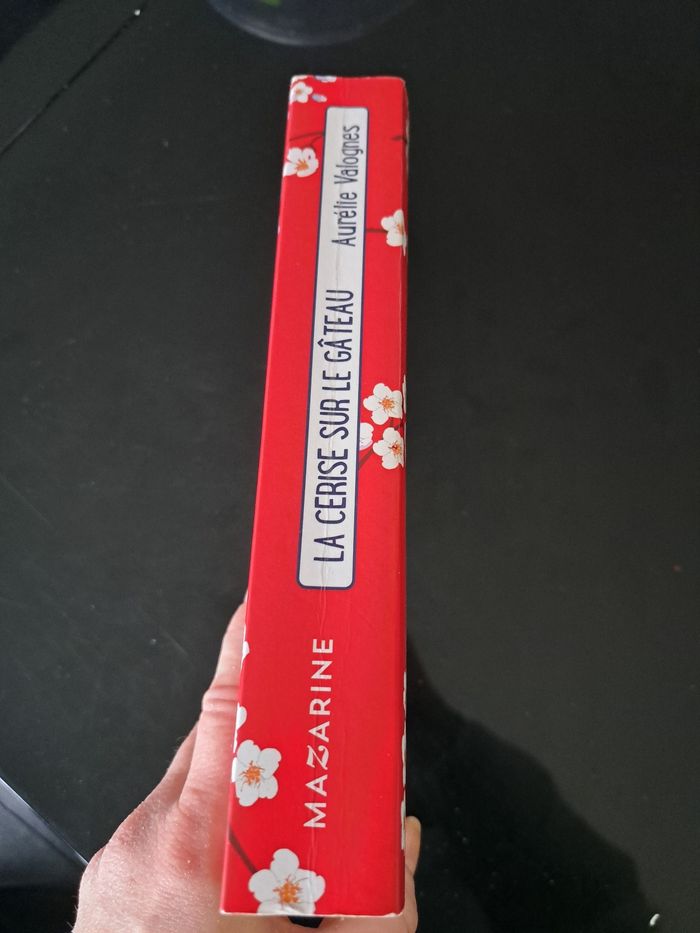 LA CERISE SUR LE GÂTEAU Aurélie Valognes
MAZARINE